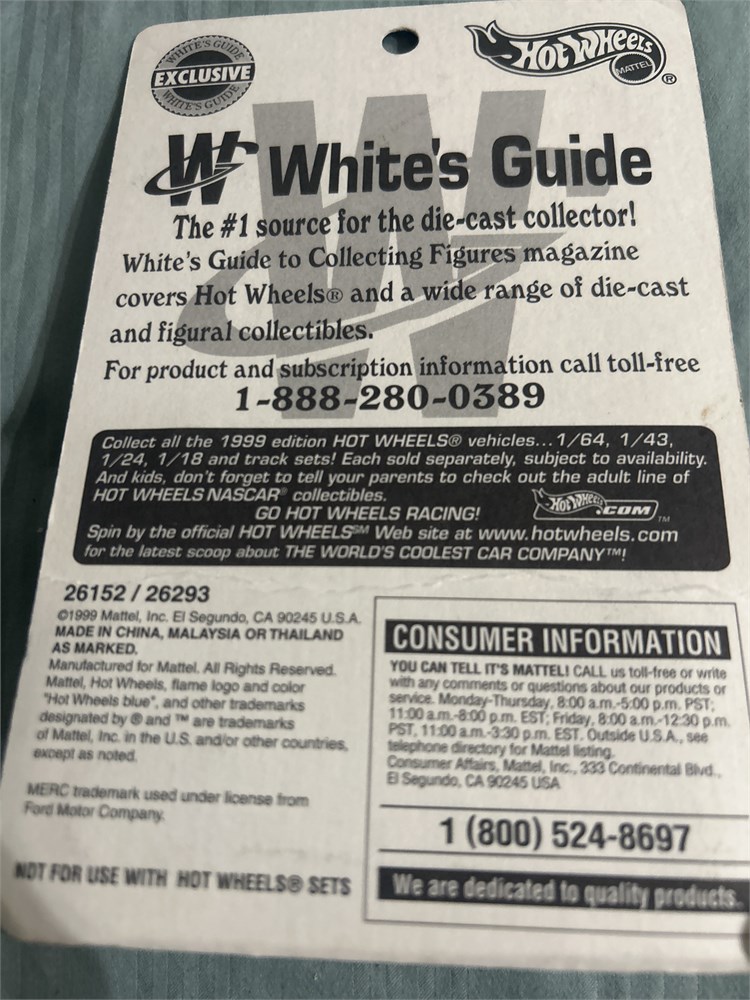 WHITE'S GUIDE
EXCLUSIVE
WHITE'S GUIDE
Hot Wheels
MATTEL
®
W White's Guide
The #1 source for the die-cast collector!
White's Guide to Collecting Figures magazine
covers Hot Wheels® and a wide range of die-cast
and figural collectibles.
For product and subscription information call toll-free
1-888-280-0389
Collect all the 1999 edition HOT WHEELS® vehicles...1/64, 1/43,
1/24, 1/18 and track sets! Each sold separately, subject to availability.
And kids, don't forget to tell your parents to check out the adult line of
HOT WHEELS NASCAR® collectibles.
GO HOT WHEELS RACING!
Hot Wheels.COM™
Spin by the official HOT WHEELS℠ Web site at www.hotwheels.com
for the latest scoop about THE WORLD'S COOLEST CAR COMPANY™!
26152 / 26293
©1999 Mattel, Inc. El Segundo, CA 90245 U.S.A.
MADE IN CHINA, MALAYSIA OR THAILAND
AS MARKED.
Manufactured for Mattel. All Rights Reserved.
Mattel, Hot Wheels, flame logo and color
"Hot Wheels blue", and other trademarks
designated by ® and ™ are trademarks
of Mattel, Inc. in the U.S. and/or other countries,
except as noted.
MERC trademark used under license from
Ford Motor Company.
NOT FOR USE WITH HOT WHEELS® SETS
CONSUMER INFORMATION
YOU CAN TELL IT'S MATTEL! CALL us toll-free or write
with any comments or questions about our products or
service. Monday-Thursday, 8:00 a.m.-5:00 p.m. PST;
11:00 a.m.-8:00 p.m. EST; Friday, 8:00 a.m.-12:30 p.m.
PST, 11:00 a.m.-3:30 p.m. EST. Outside U.S.A., see
telephone directory for Mattel listing.
Consumer Affairs, Mattel, Inc., 333 Continental Blvd.,
El Segundo, CA 90245 USA
1 (800) 524-8697
We are dedicated to quality products.